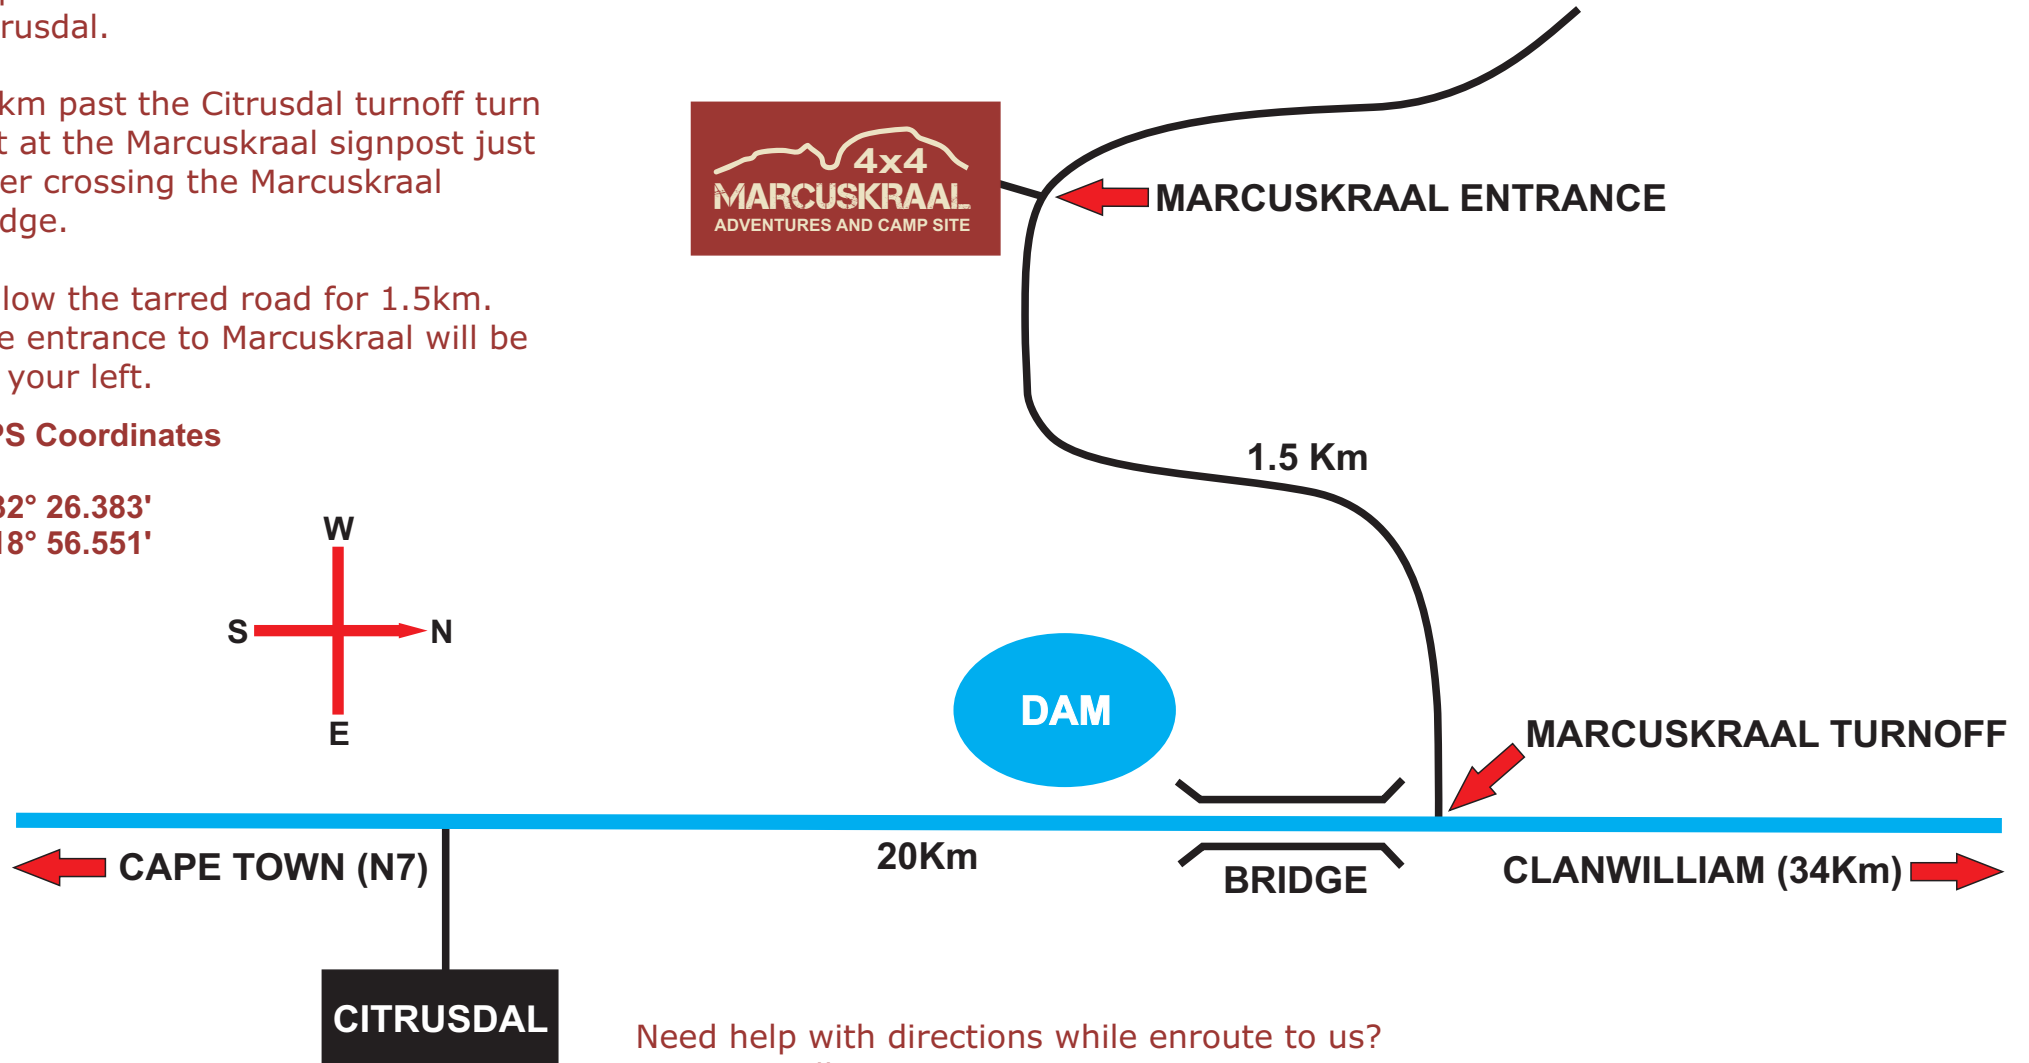 rusdal.
km past the Citrusdal turnoff turn
t at the Marcuskraal signpost just
er crossing the Marcuskraal
dge.
low the tarred road for 1.5km.
e entrance to Marcuskraal will be
your left.
PS Coordinates
32° 26.383'
18° 56.551'
W
S N
E
4x4
MARCUSKRAAL
ADVENTURES AND CAMP SITE
MARCUSKRAAL ENTRANCE
1.5 Km
DAM
MARCUSKRAAL TURNOFF
CAPE TOWN (N7)
20Km
BRIDGE
CLANWILLIAM (34Km)
CITRUSDAL
Need help with directions while enroute to us?